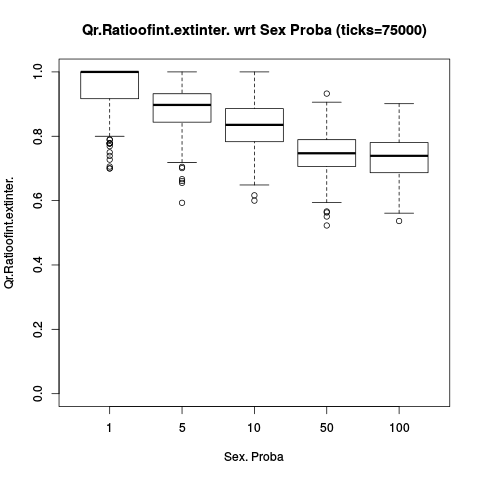 Qr.Ratioofint.extinter. wrt Sex Proba (ticks=75000)
Qr.Ratioofint.extinter.
1.0
0.8
0.6
0.4
0.2
0.0
1 5 10 50 100
Sex. Proba